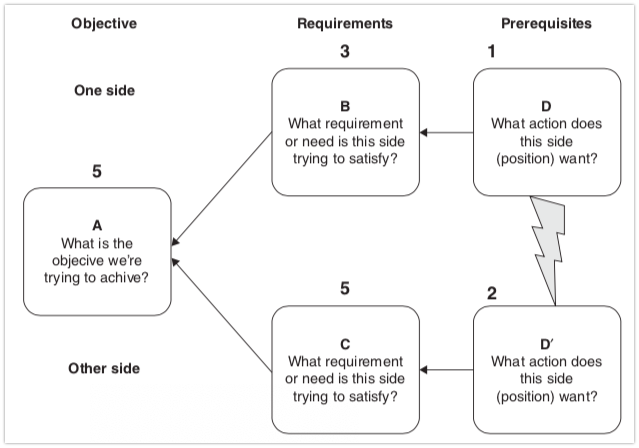 Objective
Requirements
Prerequisites
3
1
One side
B
What requirement
or need is this side
trying to satisfy?
D
What action does
this side
(position) want?
5
A
What is the
objecive we're
trying to achive?
5
2
Other side
C
What requirement
or need is this side
trying to satisfy?
D′
What action does
this side
(position) want?